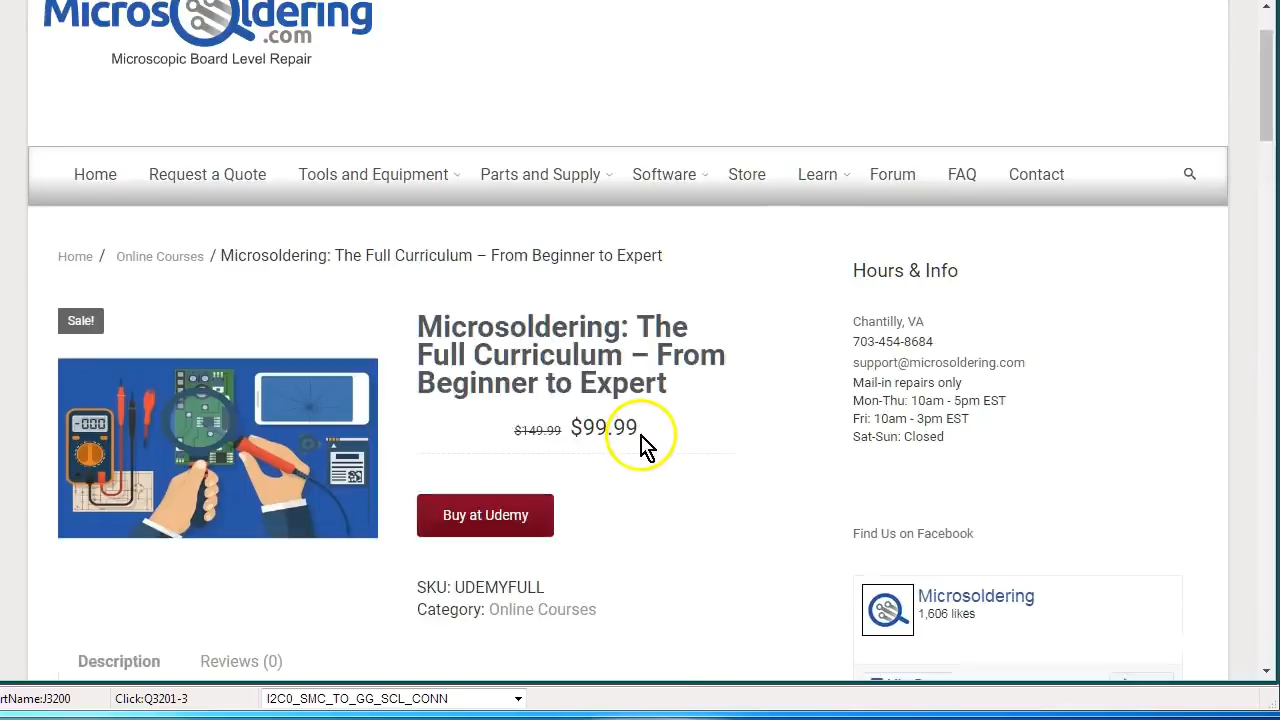 Microsoldering
.com
Microscopic Board Level Repair
Home Request a Quote Tools and Equipment Parts and Supply Software Store Learn Forum FAQ Contact
Home / Online Courses / Microsoldering: The Full Curriculum – From Beginner to Expert
Sale!
-000
Microsoldering: The
Full Curriculum – From
Beginner to Expert
$149.99 $99.99
Buy at Udemy
SKU: UDEMYFULL
Category: Online Courses
Description Reviews (0)
Hours & Info
Chantilly, VA
703-454-8684
support@microsoldering.com
Mail-in repairs only
Mon-Thu: 10am - 5pm EST
Fri: 10am - 3pm EST
Sat-Sun: Closed
Find Us on Facebook
Microsoldering
1,606 likes
rtName:J3200 Click:Q3201-3 I2C0_SMC_TO_GG_SCL_CONN